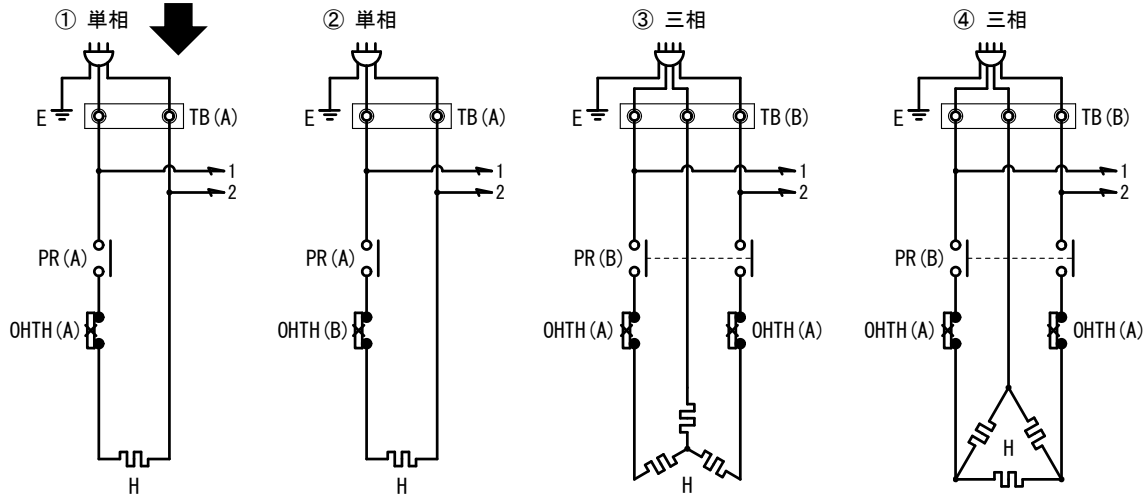 ① 単相
② 単相
③ 三相
④ 三相
E
TB(A)
E
TB(A)
E
TB(B)
E
TB(B)
1
1
1
1
2
2
2
2
PR(A)
PR(A)
PR(B)
PR(B)
OHTH(A)
OHTH(B)
OHTH(A)
OHTH(A)
OHTH(A)
OHTH(A)
H
H
H
H